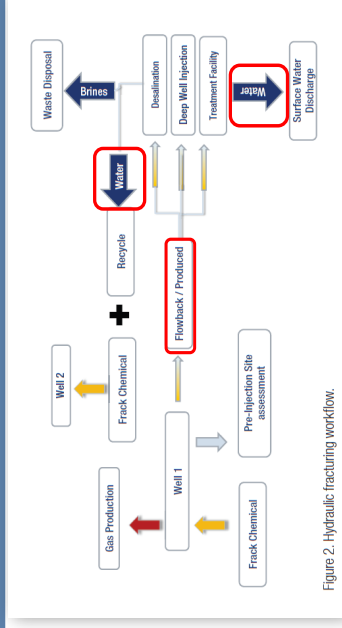 Gas Production
Well 1
Frack Chemical
Pre-Injection Site
assessment
Well 2
Frack Chemical
Flowback / Produced
Recycle
Water
Brines
Waste Disposal
Desalination
Deep Well Injection
Treatment Facility
Water
Surface Water
Discharge
Figure 2. Hydraulic fracturing workflow.